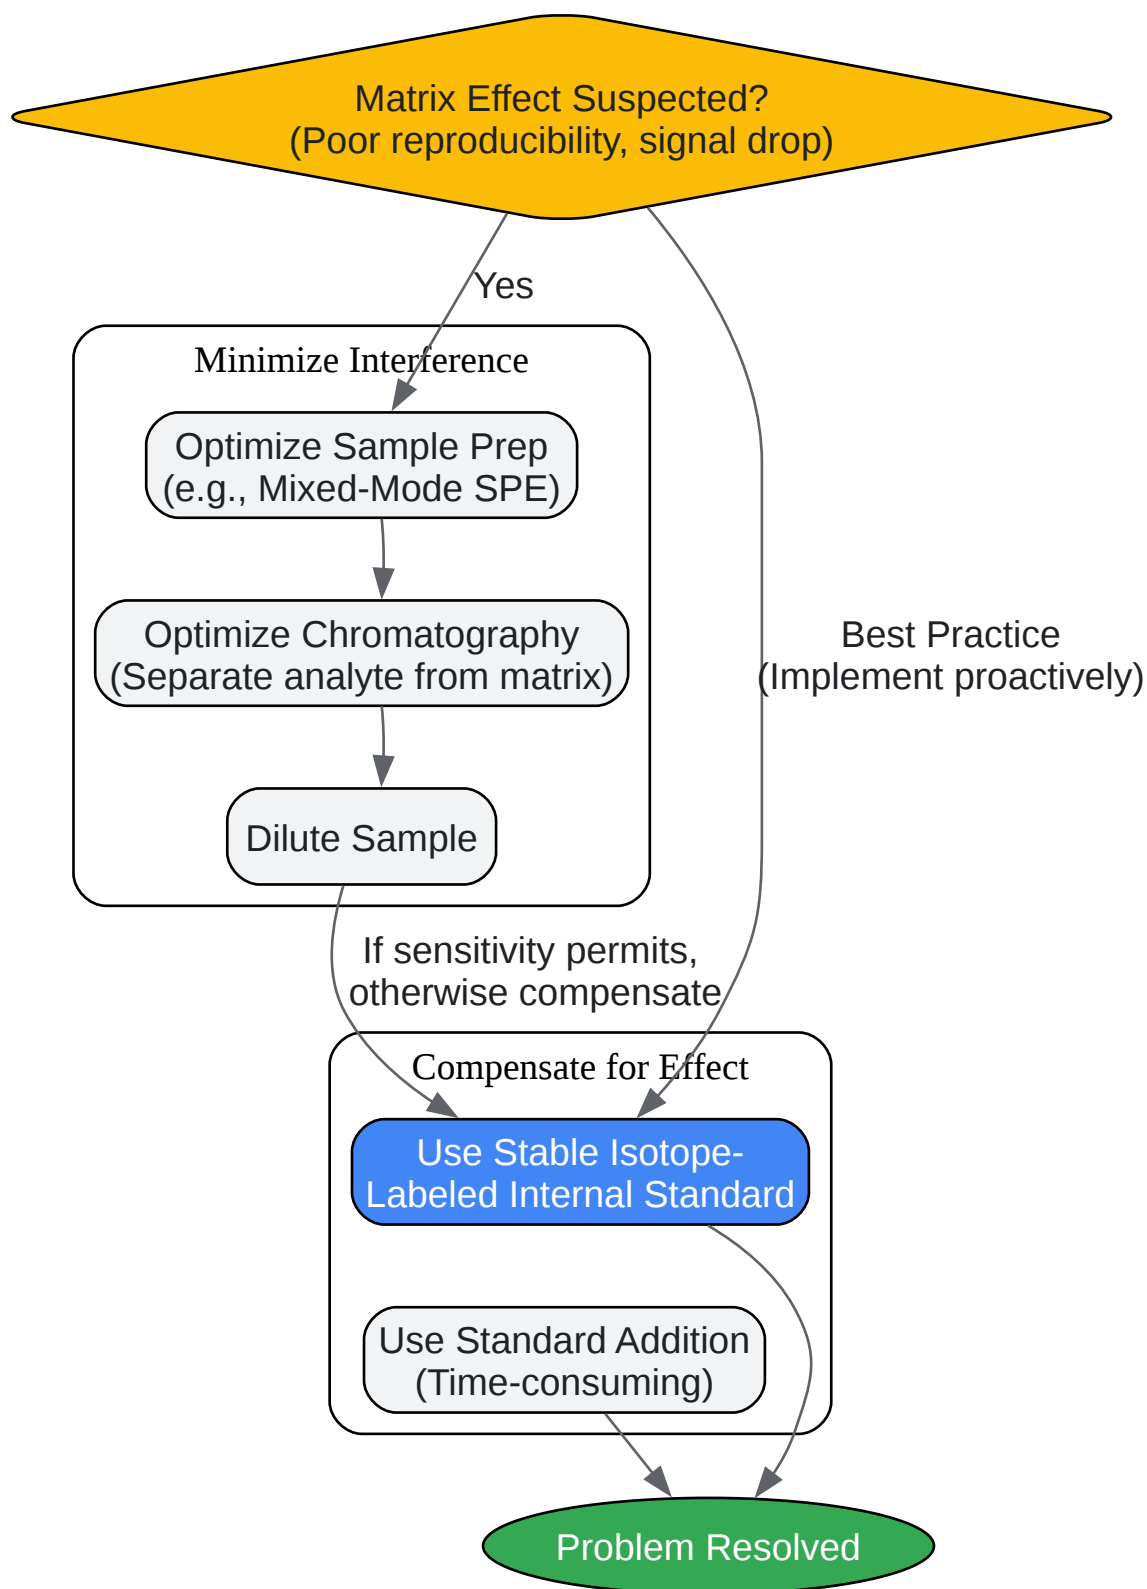 Matrix Effect Suspected?
(Poor reproducibility, signal drop)
Yes
Minimize Interference
Optimize Sample Prep
(e.g., Mixed-Mode SPE)
Optimize Chromatography
(Separate analyte from matrix)
Best Practice
(Implement proactively)
Dilute Sample
If sensitivity permits,
otherwise compensate
Compensate for Effect
Use Stable Isotope-
Labeled Internal Standard
Use Standard Addition
(Time-consuming)
Problem Resolved